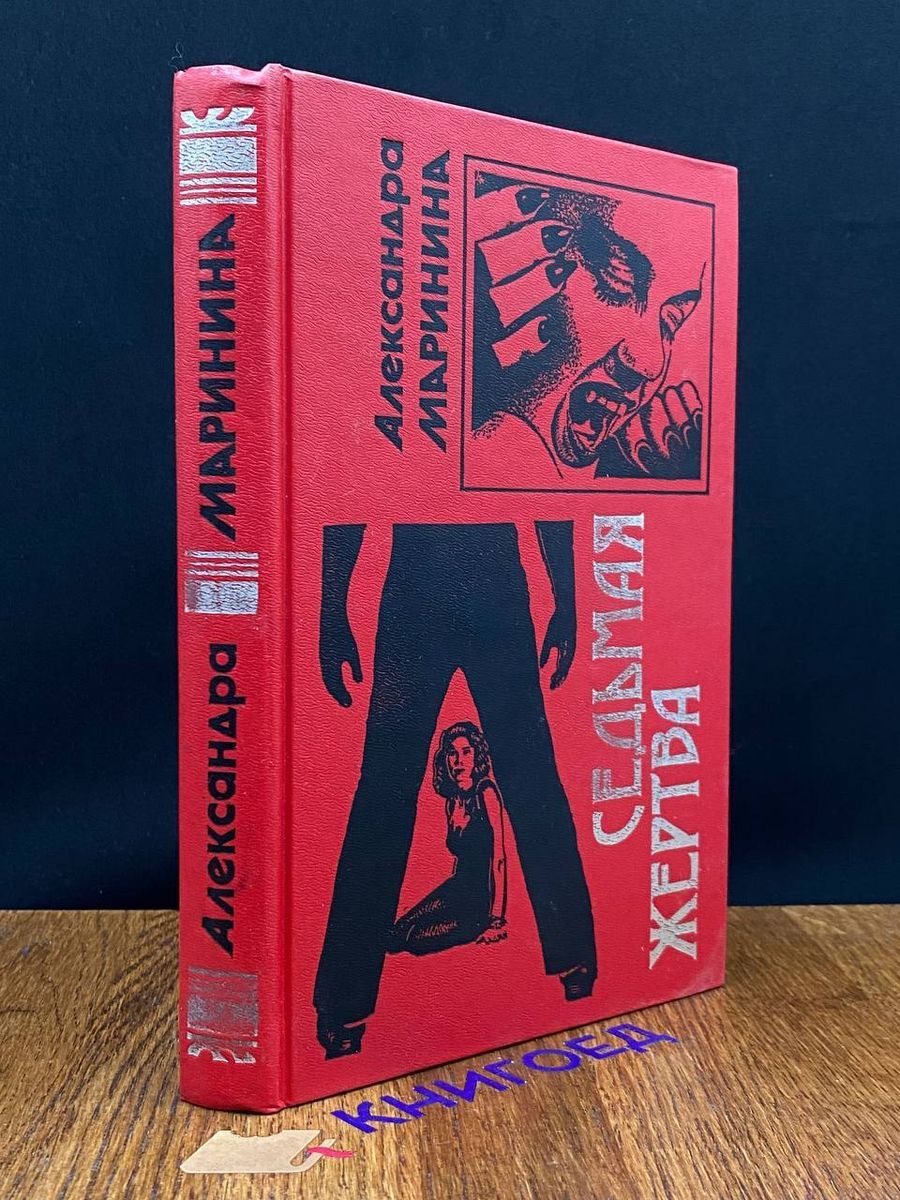 Александра МАРИНИНА
Александра
МАРИНИНА
СЕДЬМАЯ
ЖЕРТВА
КНИГОЕД